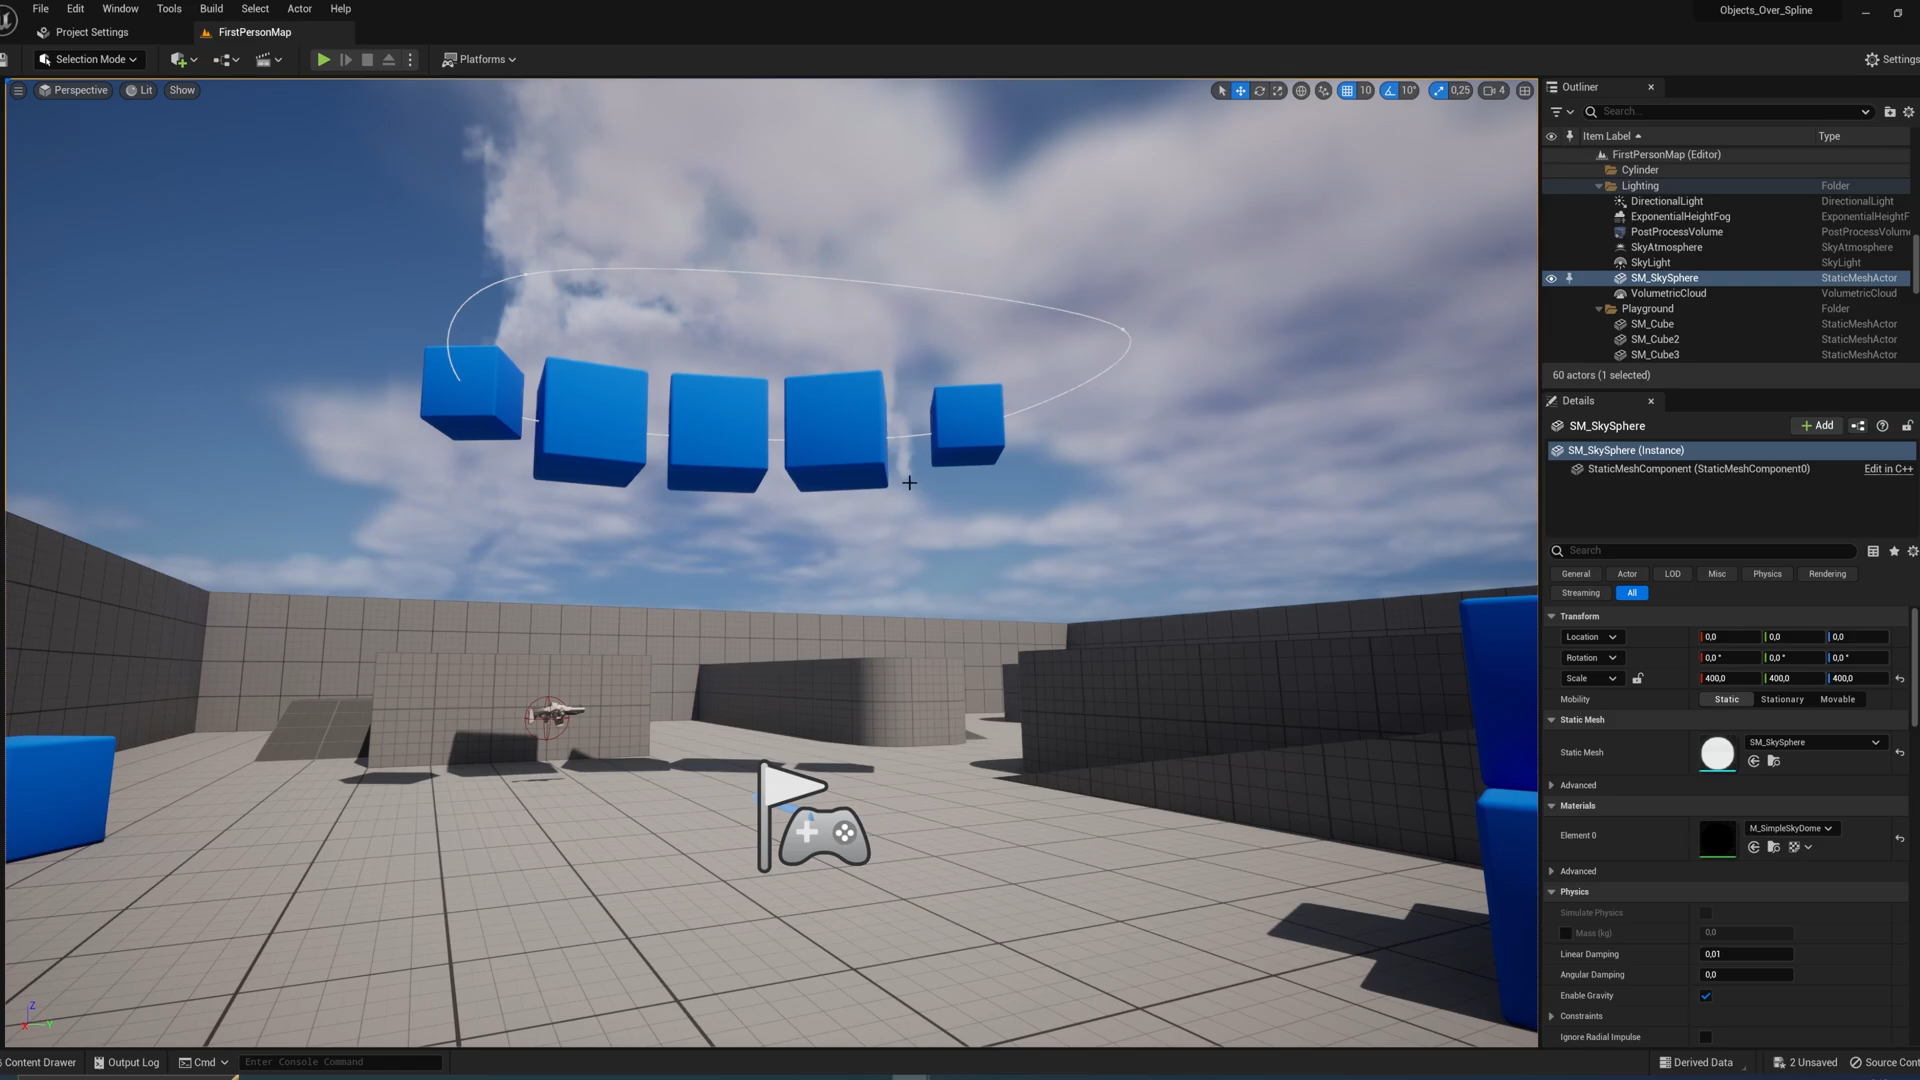 File Edit Window Tools Build Select Actor Help
Objects_Over_Spline
Project Settings
FirstPersonMap
Selection Mode
Platforms
Settings
Perspective
Lit
Show
10
10°
0,25
4
Outliner
Search...
Item Label
Type
FirstPersonMap (Editor)
Cylinder
Lighting Folder
DirectionalLight DirectionalLight
ExponentialHeightFog ExponentialHeightF
PostProcessVolume PostProcessVolum
SkyAtmosphere SkyAtmosphere
SkyLight SkyLight
SM_SkySphere StaticMeshActor
VolumetricCloud VolumetricCloud
Playground Folder
SM_Cube StaticMeshActor
SM_Cube2 StaticMeshActor
SM_Cube3 StaticMeshActor
60 actors (1 selected)
Details
SM_SkySphere
Add
SM_SkySphere (Instance)
StaticMeshComponent (StaticMeshComponent0) Edit in C++
Search
General Actor LOD Misc Physics Rendering
Streaming All
Transform
Location 0,0 0,0 0,0
Rotation 0,0 ° 0,0 ° 0,0 °
Scale 400,0 400,0 400,0
Mobility Static Stationary Movable
Static Mesh
Static Mesh SM_SkySphere
Advanced
Materials
Element 0 M_SimpleSkyDome
Advanced
Physics
Simulate Physics
Mass (kg) 0,0
Linear Damping 0,01
Angular Damping 0,0
Enable Gravity
Constraints
Ignore Radial Impulse
Z
X
Y
Content Drawer
Output Log
Cmd
Enter Console Command
Derived Data
2 Unsaved
Source Cont